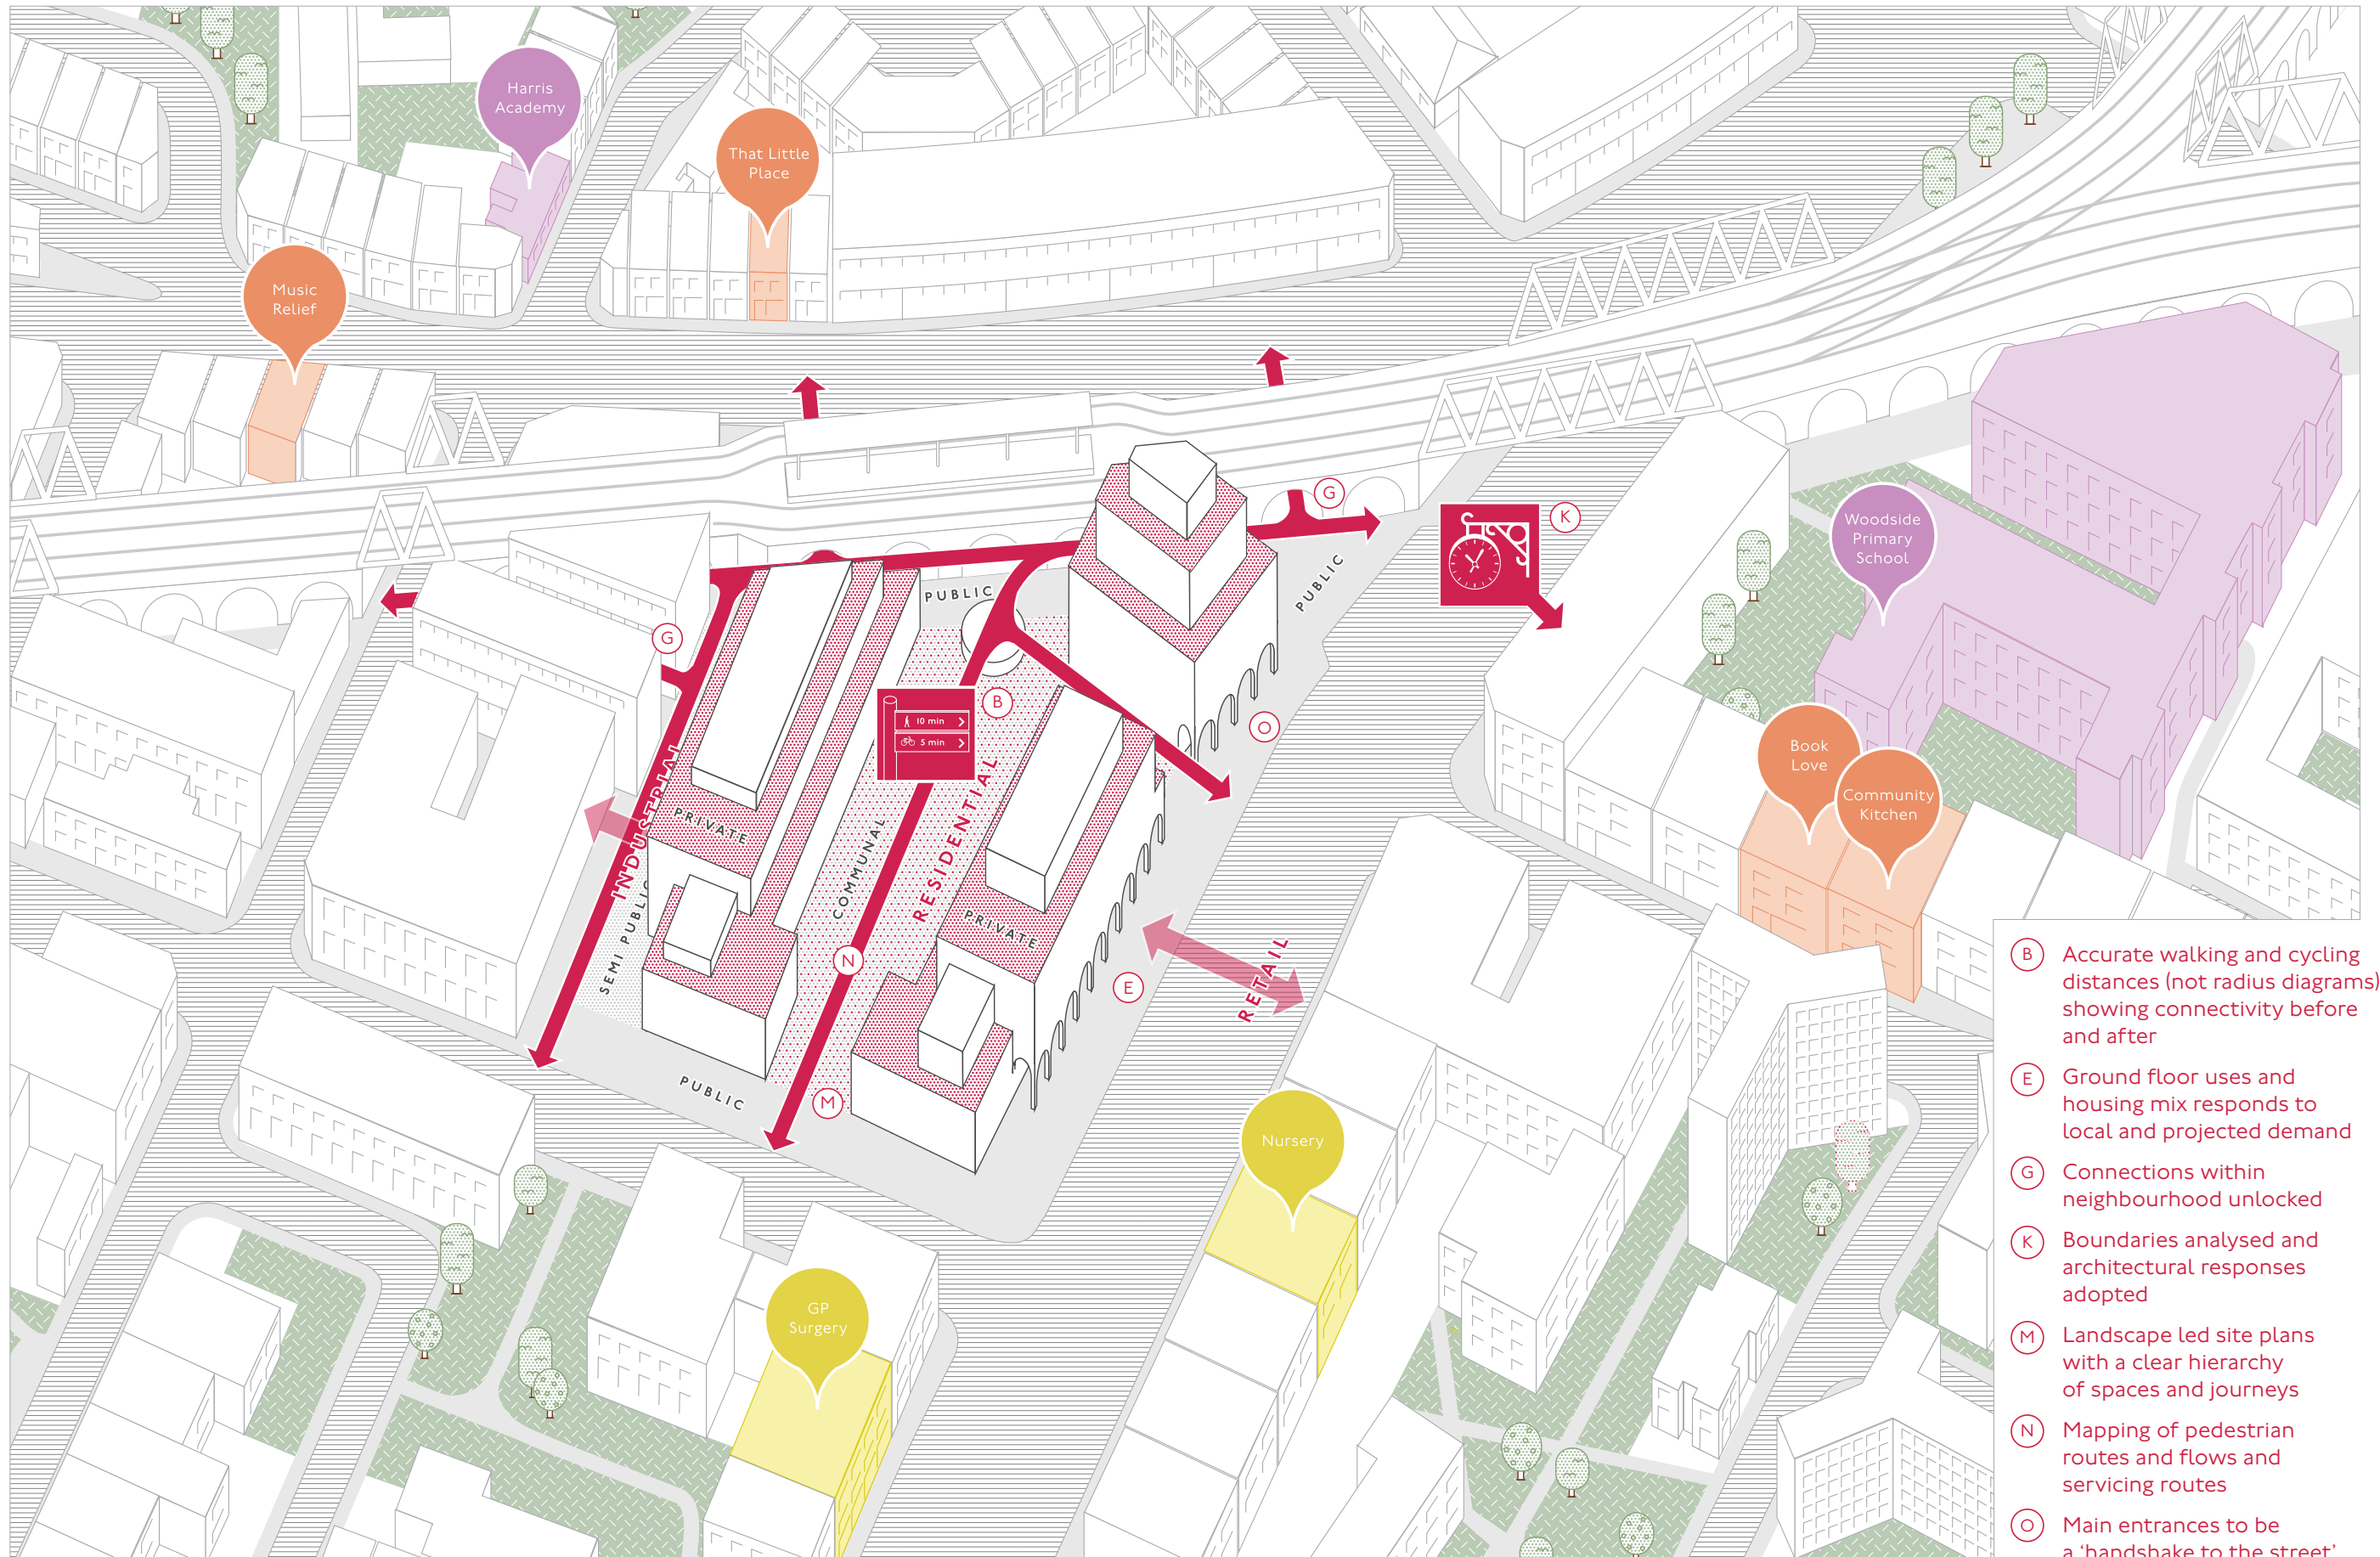 Harris
Academy
That Little
Place
Music
Relief
G
K
Woodside
Primary
School
PUBLIC
PUBLIC
G
B
10 min
5 min
O
Book
Love
Community
Kitchen
INDUSTRIAL
PRIVATE
COMMUNAL
RESIDENTIAL
PRIVATE
SEMI PUBLIC
N
E
RETAIL
PUBLIC
M
Nursery
GP
Surgery
B Accurate walking and cycling
distances (not radius diagrams)
showing connectivity before
and after
E Ground floor uses and
housing mix responds to
local and projected demand
G Connections within
neighbourhood unlocked
K Boundaries analysed and
architectural responses
adopted
M Landscape led site plans
with a clear hierarchy
of spaces and journeys
N Mapping of pedestrian
routes and flows and
servicing routes
O Main entrances to be
a ‘handshake to the street’